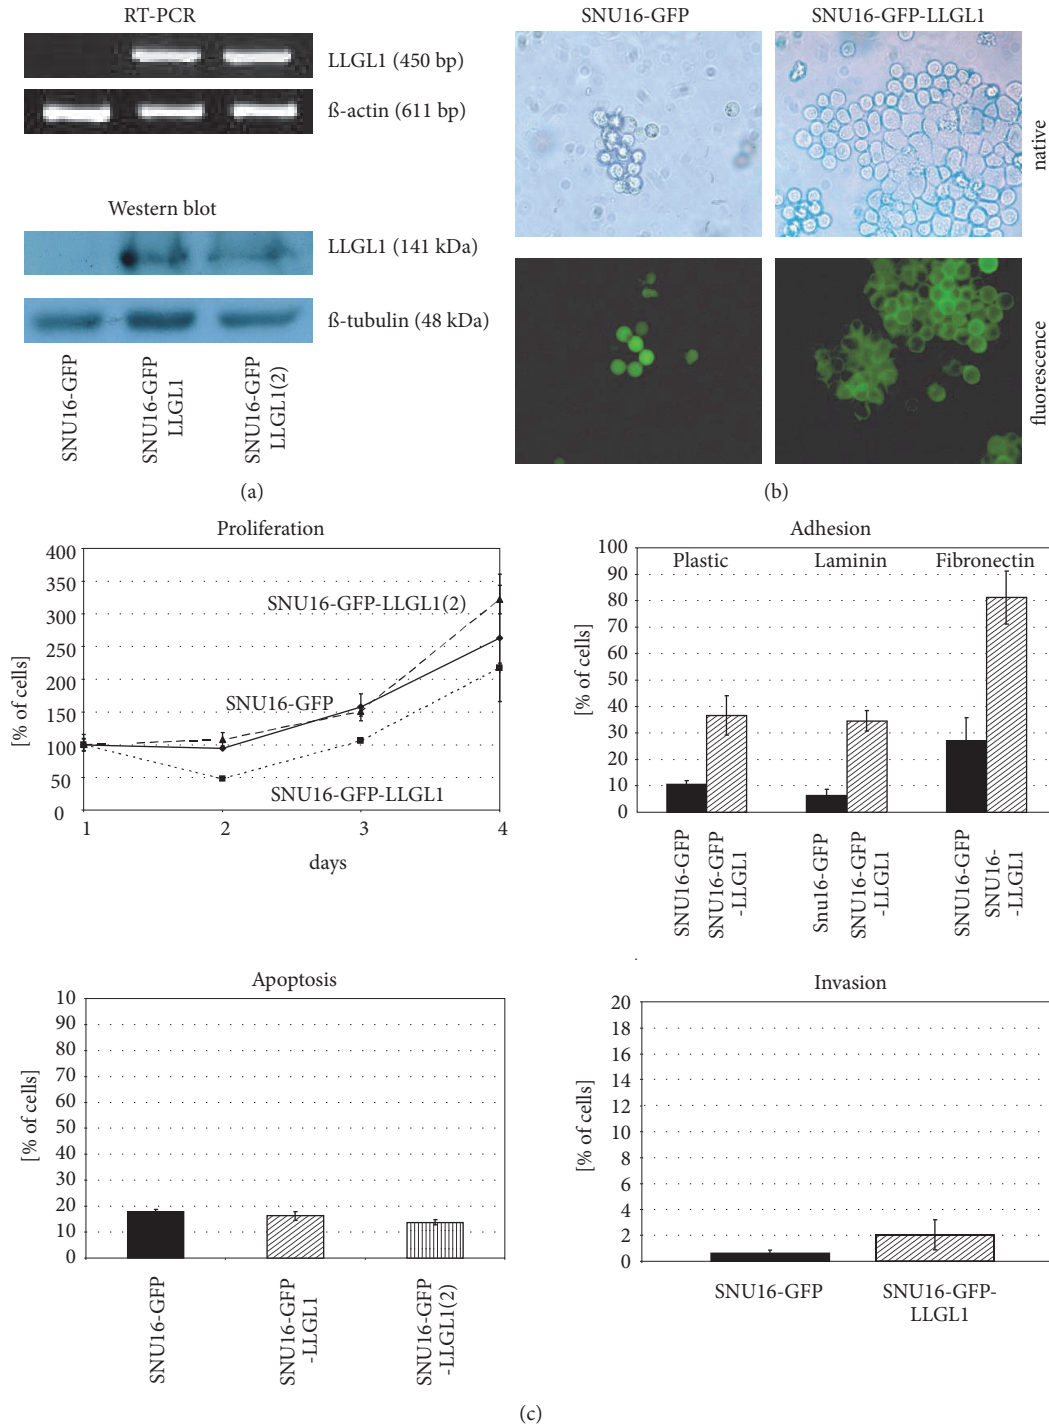 RT-PCR
LLGL1 (450 bp)
ß-actin (611 bp)
Western blot
LLGL1 (141 kDa)
ß-tubulin (48 kDa)
SNU16-GFP
SNU16-GFP
LLGL1
SNU16-GFP
LLGL1(2)
(a)
SNU16-GFP
SNU16-GFP-LLGL1
native
fluorescence
(b)
Proliferation
[% of cells]
400
350
300
250
200
150
100
50
0
SNU16-GFP-LLGL1(2)
SNU16-GFP
SNU16-GFP-LLGL1
1 2 3 4
days
Adhesion
[% of cells]
100
90
80
70
60
50
40
30
20
10
0
Plastic Laminin Fibronectin
SNU16-GFP
SNU16-GFP
-LLGL1
Snu16-GFP
SNU16-GFP
-LLGL1
SNU16-GFP
SNU16-
-LLGL1
Apoptosis
[% of cells]
10
90
80
70
60
50
40
30
20
10
0
SNU16-GFP
SNU16-GFP
-LLGL1
SNU16-GFP
-LLGL1(2)
Invasion
[% of cells]
20
18
16
14
12
10
8
6
4
2
0
SNU16-GFP
SNU16-GFP-
LLGL1
(c)